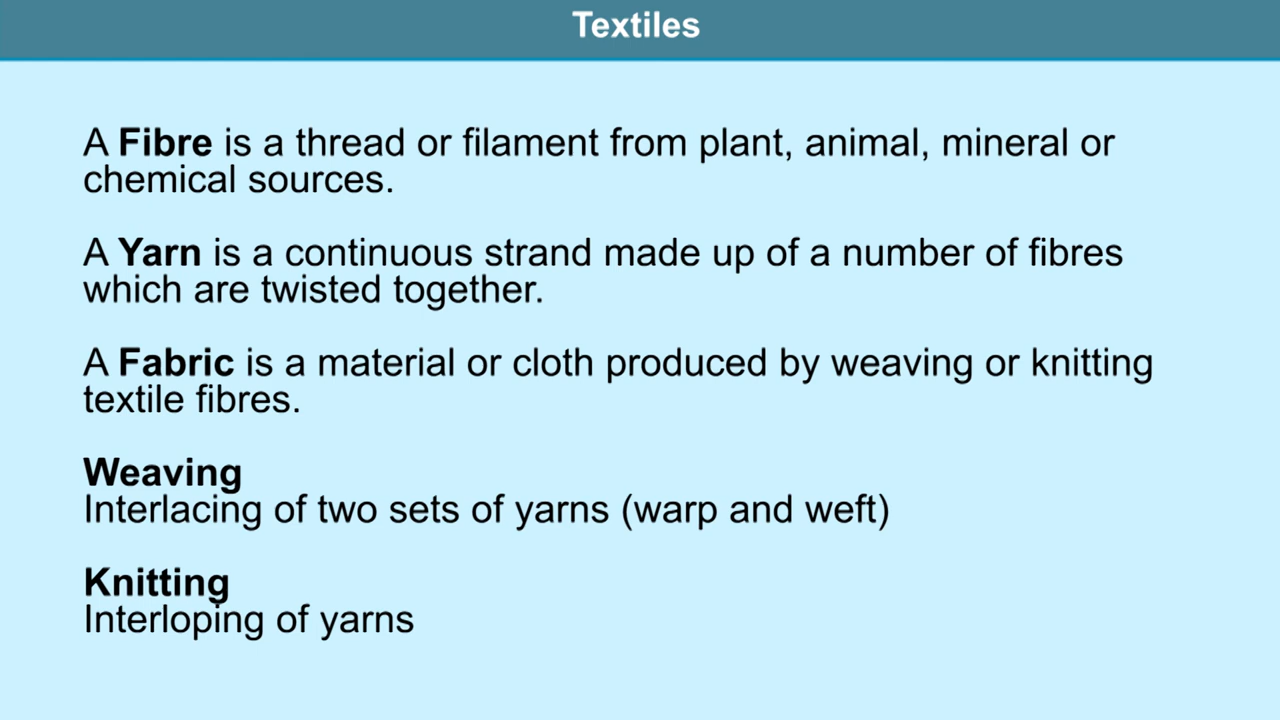 Textiles
A Fibre is a thread or filament from plant, animal, mineral or
chemical sources.
A Yarn is a continuous strand made up of a number of fibres
which are twisted together.
A Fabric is a material or cloth produced by weaving or knitting
textile fibres.
Weaving
Interlacing of two sets of yarns (warp and weft)
Knitting
Interloping of yarns